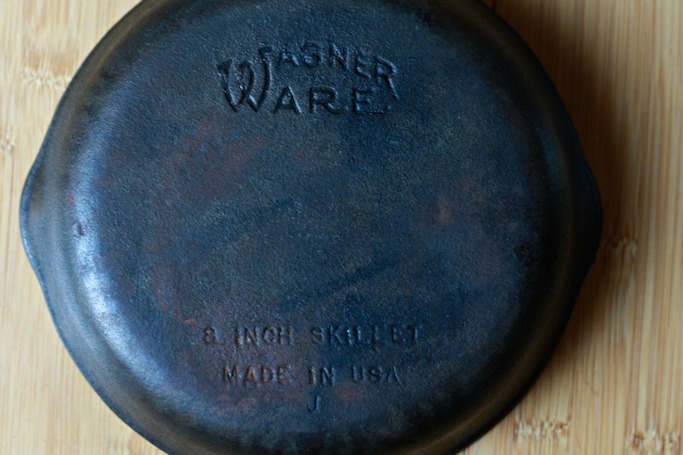 WAGNER
WARE
8 INCH SKILLET
MADE IN USA
J